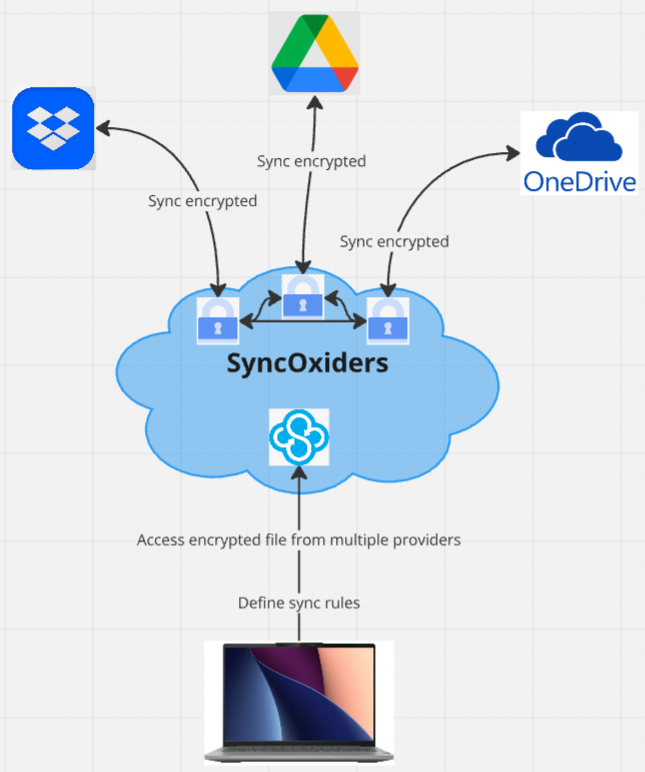 Sync encrypted
OneDrive
Sync encrypted
Sync encrypted
SyncOxiders
Access encrypted file from multiple providers
Define sync rules